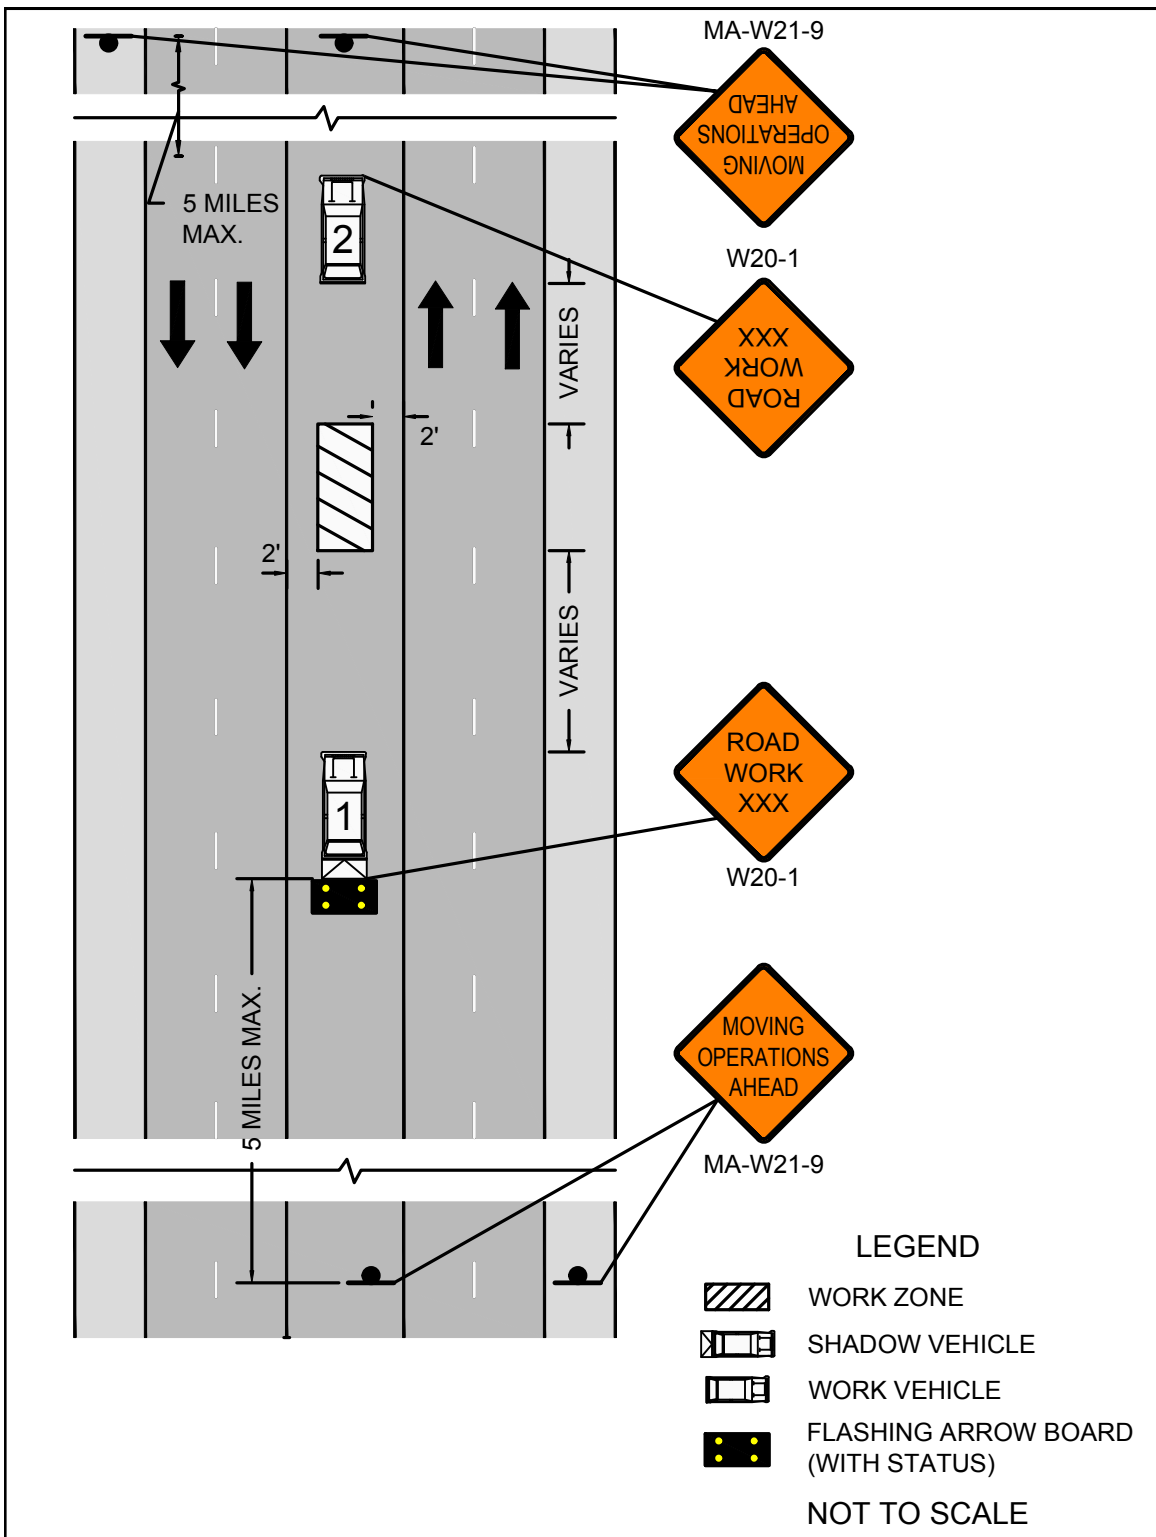 MA-W21-9
MOVING
OPERATIONS
AHEAD
5 MILES
MAX.
2
W20-1
ROAD
WORK
XXX
VARIES
2'
2'
VARIES
ROAD
WORK
XXX
1
W20-1
5 MILES MAX.
MOVING
OPERATIONS
AHEAD
MA-W21-9
LEGEND
WORK ZONE
SHADOW VEHICLE
WORK VEHICLE
FLASHING ARROW BOARD
(WITH STATUS)
NOT TO SCALE